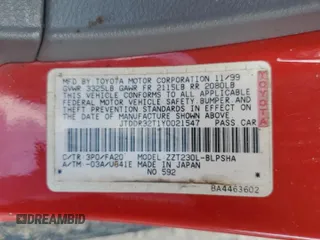 MFD BY TOYOTA MOTOR CORPORATION 11/99
GVWR 3325LB GAWR FR 2115LB RR 2080LB
THIS VEHICLE CONFORMS TO ALL APPLICABLE
FEDERAL MOTOR VEHICLE SAFETY, BUMPER, AND
THEFT PREVENTION STANDARDS IN EFFECT ON
THE DATE OF MANUFACTURE SHOWN ABOVE.
JTDDR32T1Y0021547 PASS CAR
C/TR 3P0/FA20 MODEL-ZZT230L-BLPSHA
A/TM -03A/U341E MADE IN JAPAN
NO 592
BA4463602
TOYOTA